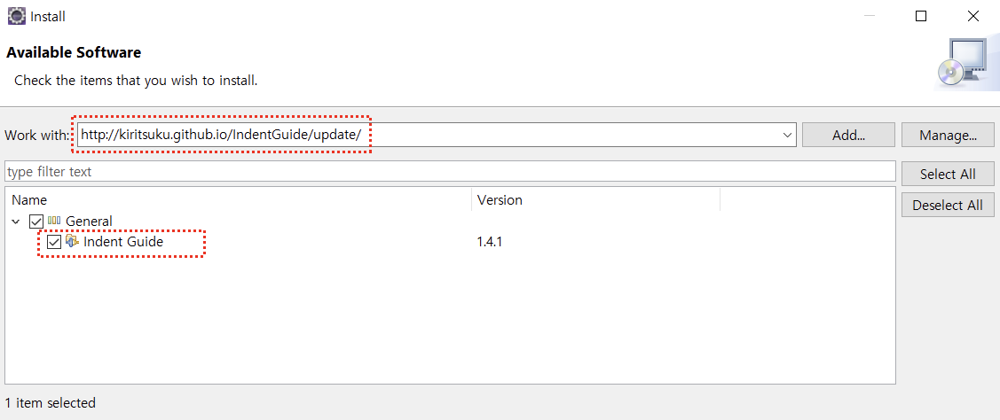 Install
Available Software
Check the items that you wish to install.
Work with: http://kiritsuku.github.io/IndentGuide/update/ Add... Manage...
type filter text
Select All
Name Version
Deselect All
General
Indent Guide 1.4.1
1 item selected